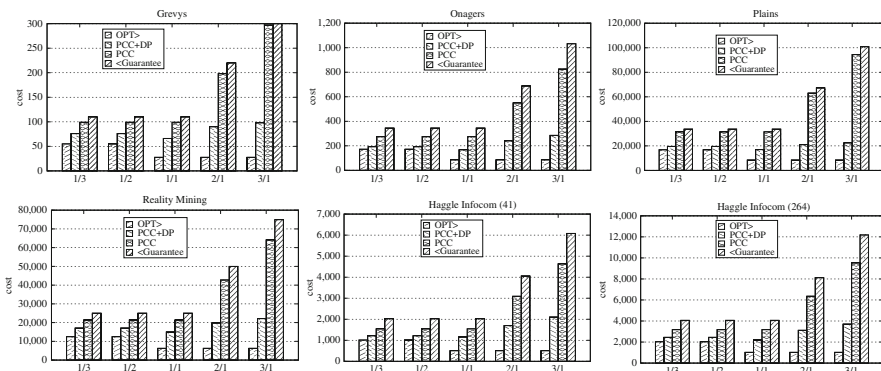 Grevys
cost
300
250
200
150
100
50
0
OPT>
PCC+DP
PCC
<Guarantee
1/3 1/2 1/1 2/1 3/1
Onagers
cost
1,200
1,000
800
600
400
200
0
OPT>
PCC+DP
PCC
<Guarantee
1/3 1/2 1/1 2/1 3/1
Plains
cost
120,000
100,000
80,000
60,000
40,000
20,000
0
OPT>
PCC+DP
PCC
<Guarantee
1/3 1/2 1/1 2/1 3/1
Reality Mining
cost
80,000
70,000
60,000
50,000
40,000
30,000
20,000
10,000
0
OPT>
PCC+DP
PCC
<Guarantee
1/3 1/2 1/1 2/1 3/1
Haggle Infocom (41)
cost
7,000
6,000
5,000
4,000
3,000
2,000
1,000
0
OPT>
PCC+DP
PCC
<Guarantee
1/3 1/2 1/1 2/1 3/1
Haggle Infocom (264)
cost
14,000
12,000
10,000
8,000
6,000
4,000
2,000
0
OPT>
PCC+DP
PCC
<Guarantee
1/3 1/2 1/1 2/1 3/1